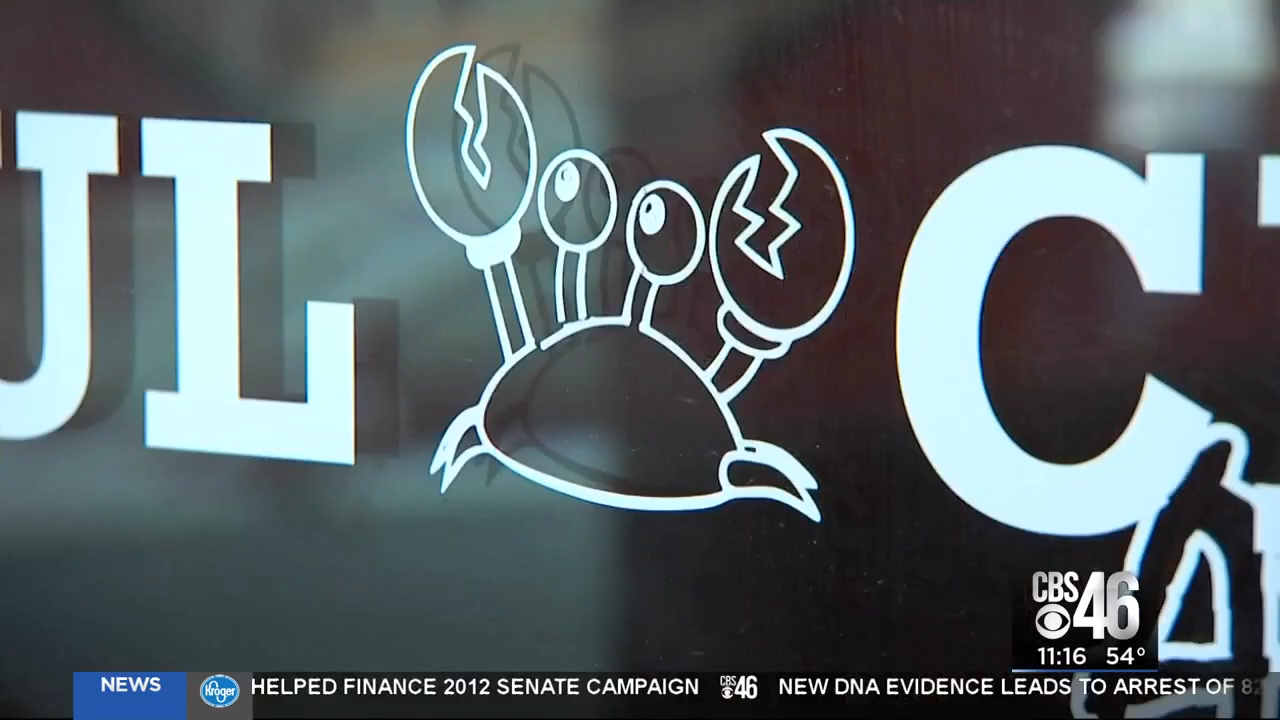 UL C
CBS 46
11:16 54°
NEWS Kroger HELPED FINANCE 2012 SENATE CAMPAIGN CBS 46 NEW DNA EVIDENCE LEADS TO ARREST OF